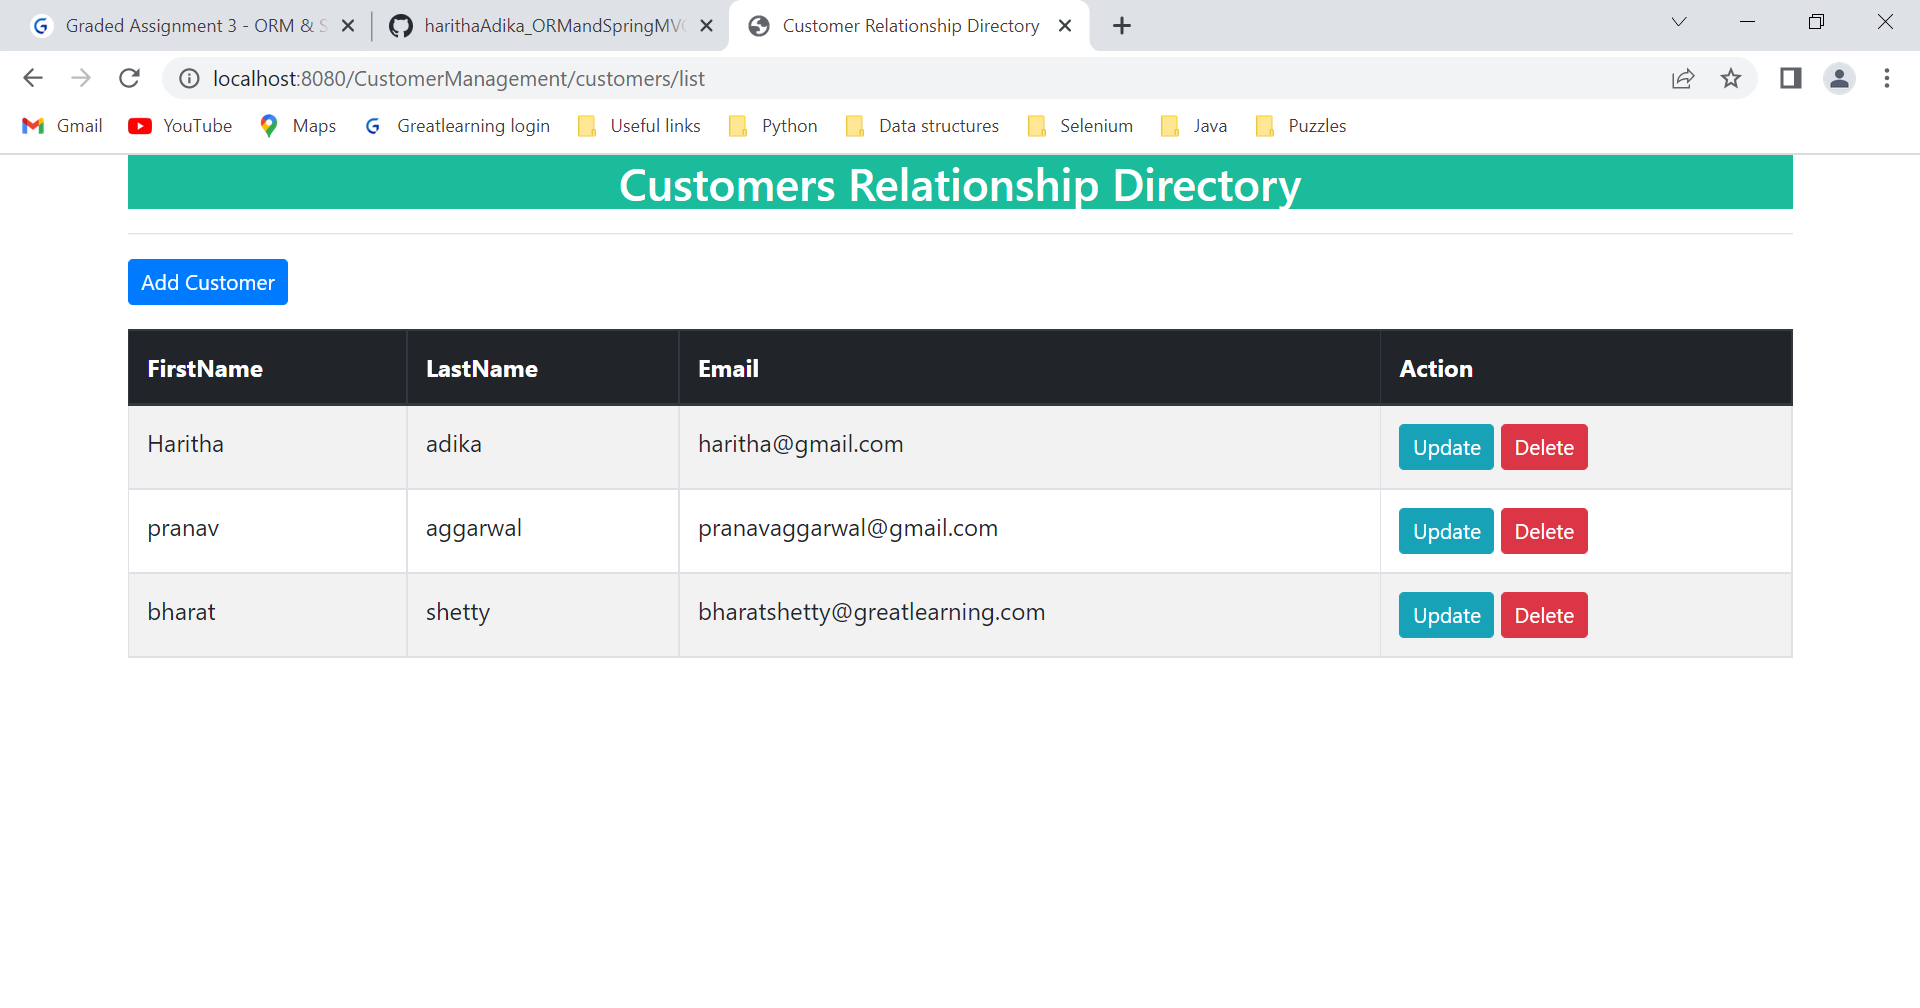 Graded Assignment 3 - ORM & S
harithaAdika_ORMandSpringMVC
Customer Relationship Directory
localhost:8080/CustomerManagement/customers/list
Gmail YouTube Maps Greatlearning login Useful links Python Data structures Selenium Java Puzzles
Customers Relationship Directory
Add Customer
FirstName LastName Email Action
Haritha adika haritha@gmail.com Update Delete
pranav aggarwal pranavaggarwal@gmail.com Update Delete
bharat shetty bharatshetty@greatlearning.com Update Delete